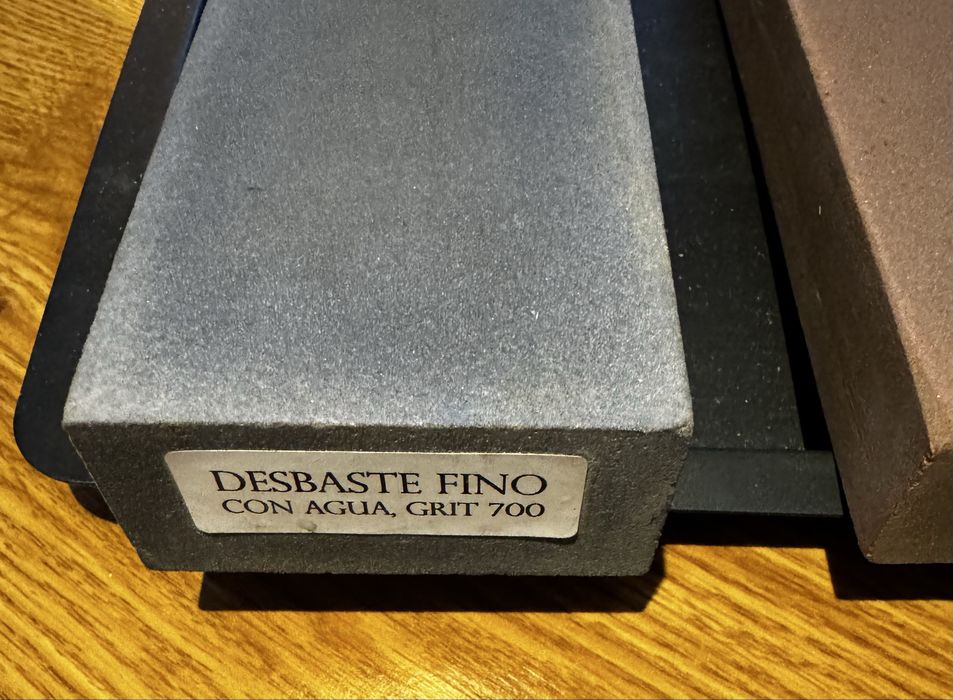 DESBASTE FINO
CON AGUA, GRIT 700